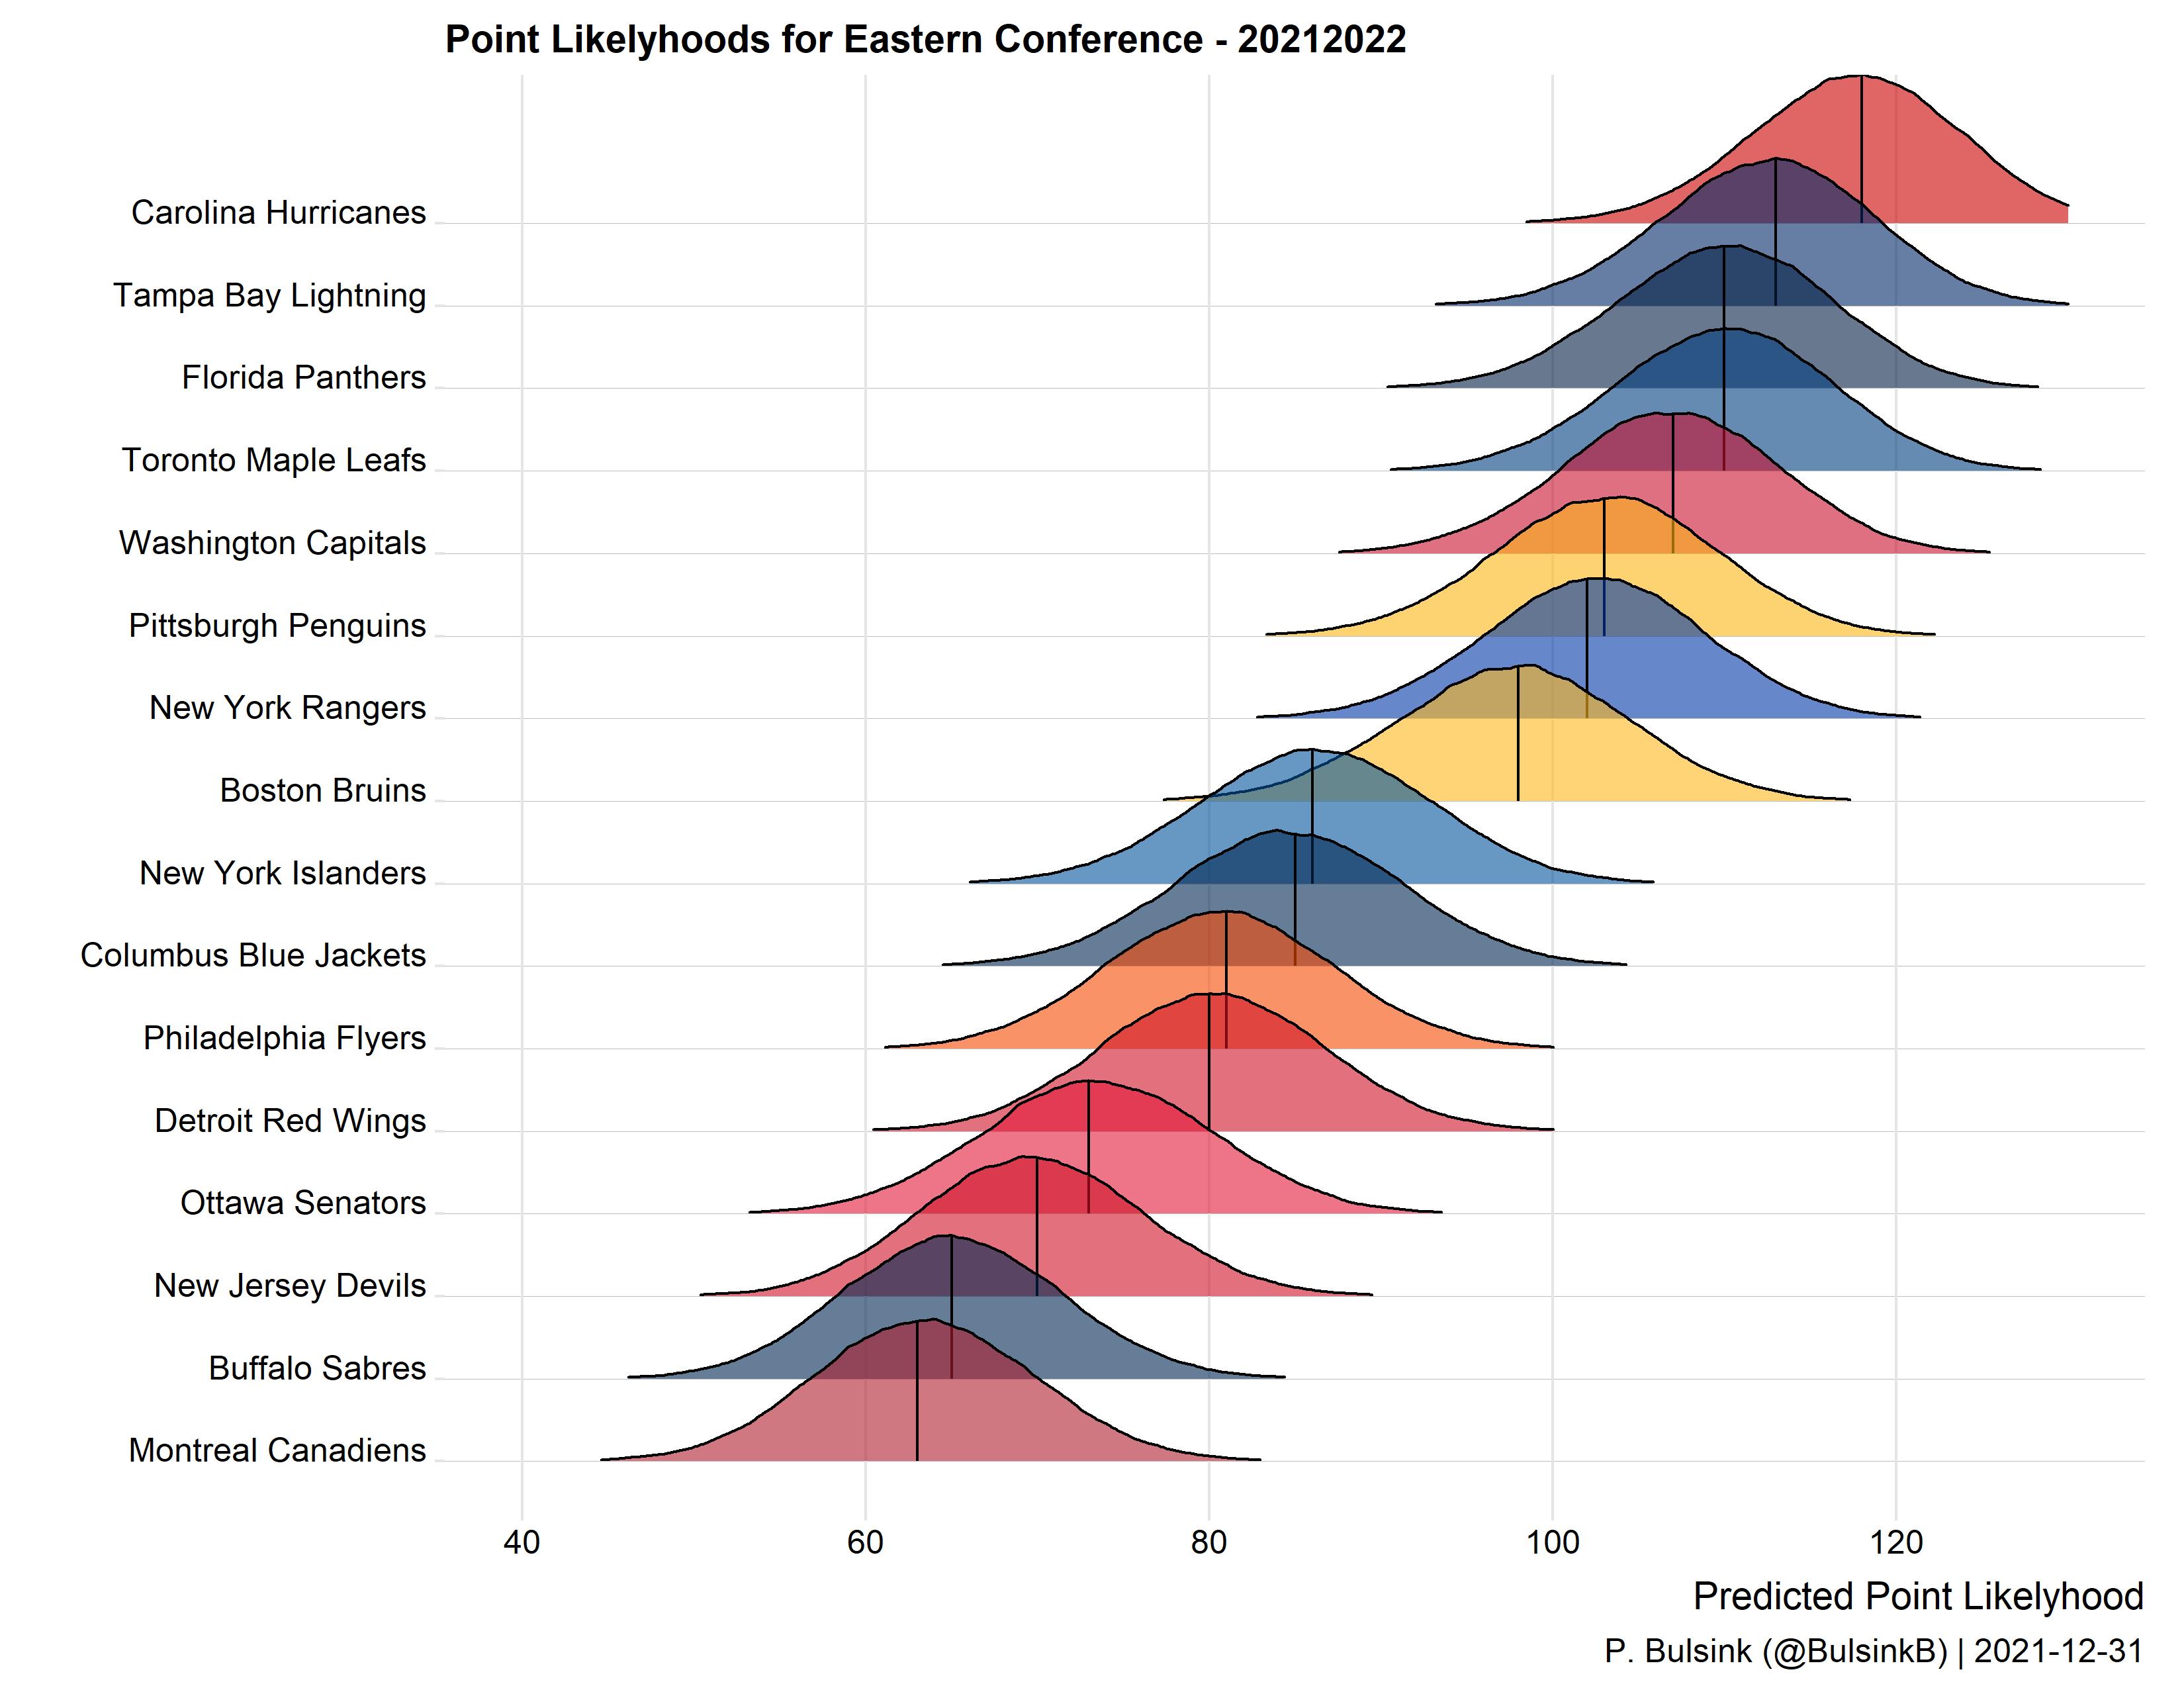 Point Likelyhoods for Eastern Conference - 20212022
Carolina Hurricanes
Tampa Bay Lightning
Florida Panthers
Toronto Maple Leafs
Washington Capitals
Pittsburgh Penguins
New York Rangers
Boston Bruins
New York Islanders
Columbus Blue Jackets
Philadelphia Flyers
Detroit Red Wings
Ottawa Senators
New Jersey Devils
Buffalo Sabres
Montreal Canadiens
40 60 80 100 120
Predicted Point Likelyhood
P. Bulsink (@BulsinkB) | 2021-12-31